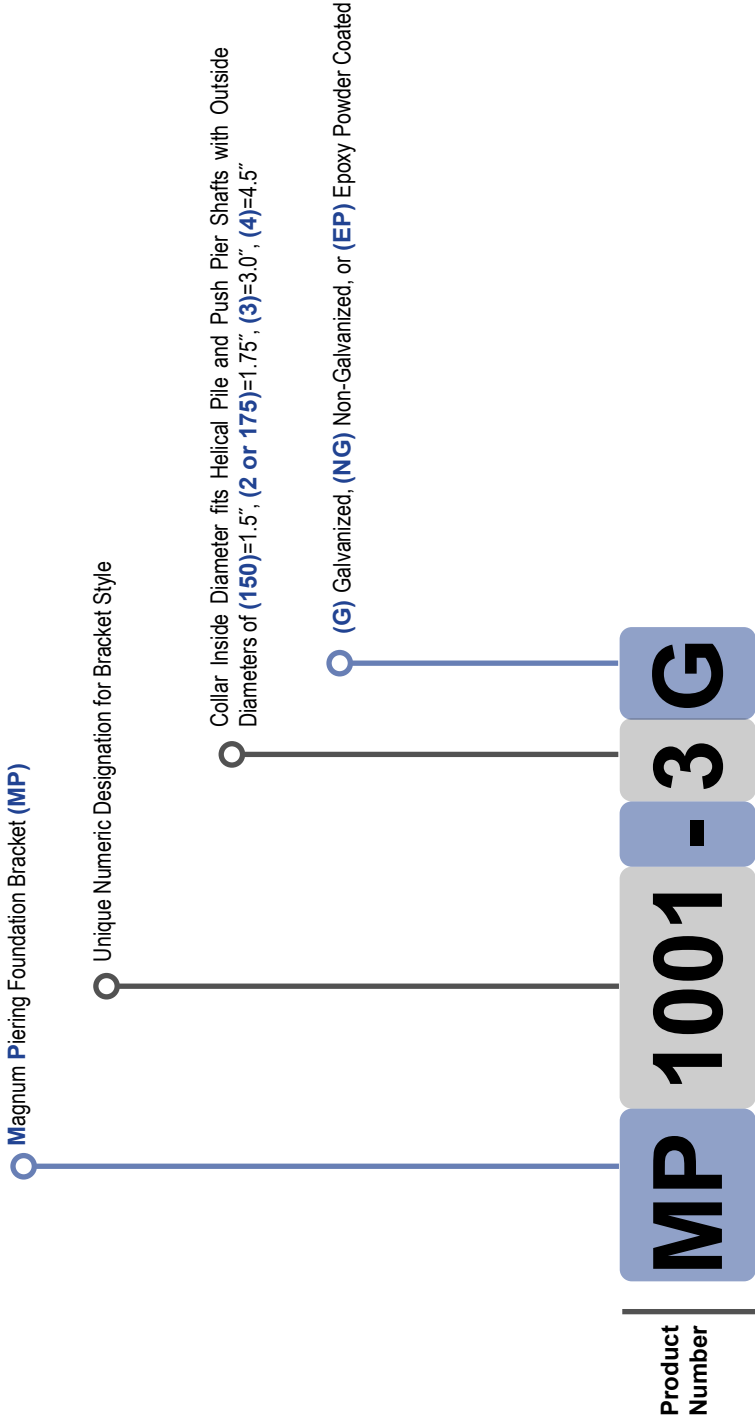 Magnum Piering Foundation Bracket (MP)
Unique Numeric Designation for Bracket Style
Collar Inside Diameter fits Helical Pile and Push Pier Shafts with Outside
Diameters of (150)=1.5″, (2 or 175)=1.75″, (3)=3.0″, (4)=4.5”
(G) Galvanized, (NG) Non-Galvanized, or (EP) Epoxy Powder Coated
Product
Number
MP 1001 - 3 G